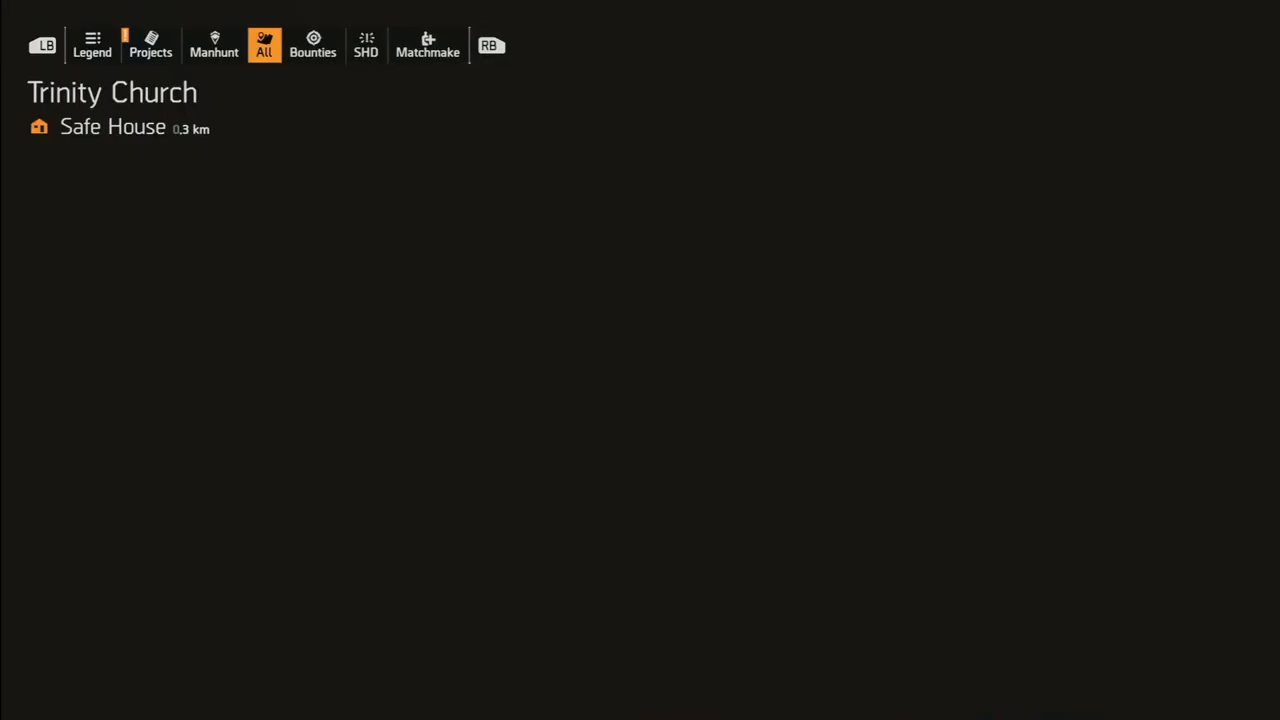 LB Legend Projects Manhunt All Bounties SHD Matchmake RB
Trinity Church
Safe House 0.3 km